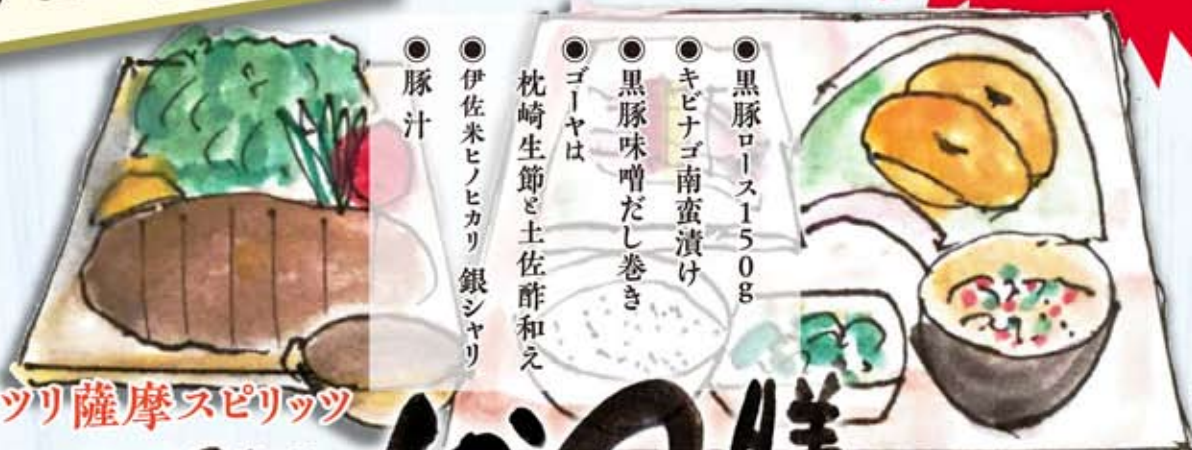 ◉黒豚ロース150g
◉キビナゴ南蛮漬け
◉黒豚味噌だし巻き
◉ゴーヤは
枕崎生節と土佐酢和え
◉伊佐米ヒノヒカリ 銀シャリ
◉豚汁
ツリ薩摩スピリッツ
膳